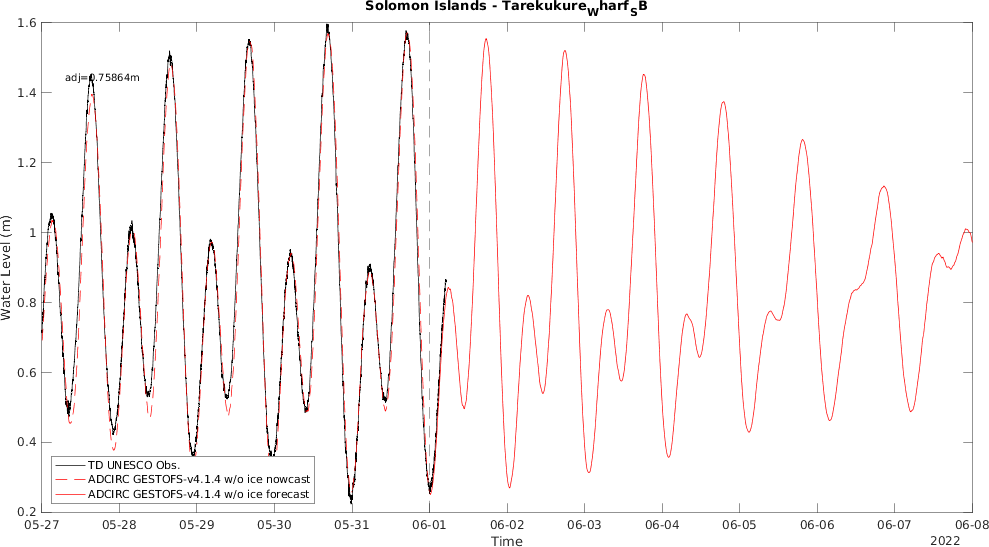 Solomon Islands - Tarekukure_Wharf_SB
adj=0.75864m
Water Level (m)
1.6
1.4
1.2
1
0.8
0.6
0.4
0.2
TD UNESCO Obs.
ADCIRC GESTOFS-v4.1.4 w/o ice nowcast
ADCIRC GESTOFS-v4.1.4 w/o ice forecast
05-27 05-28 05-29 05-30 05-31 06-01 06-02 06-03 06-04 06-05 06-06 06-07 06-08
Time
2022